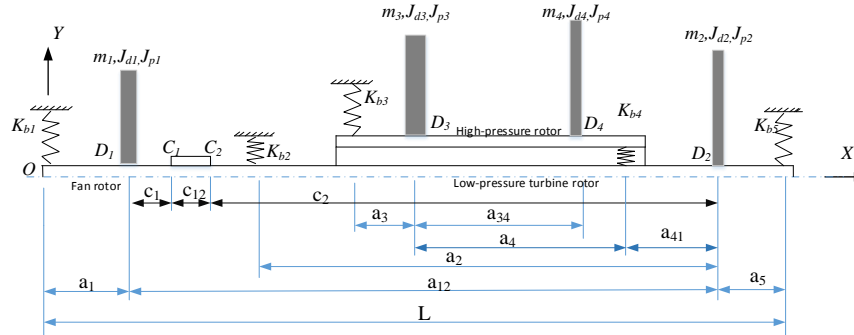 Y
m1,Jd1,Jp1
m3,Jd3,Jp3
m4,Jd4,Jp4
m2,Jd2,Jp2
Kb1
D1
C1
C2
Kb2
Kb3
D3
High-pressure rotor
D4
Kb4
D2
Kb5
O
X
Fan rotor
Low-pressure turbine rotor
c1
c12
c2
a3
a34
a4
a41
a2
a1
a12
a5
L